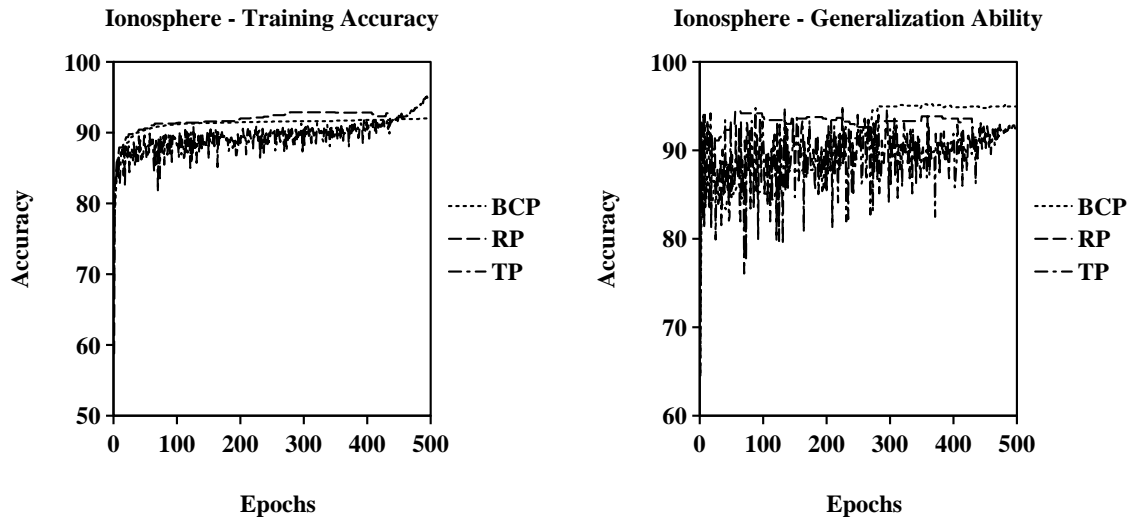 Ionosphere - Training Accuracy
100
90
80
70
60
50
0 100 200 300 400 500
Accuracy
Epochs
BCP
RP
TP
Ionosphere - Generalization Ability
100
90
80
70
60
0 100 200 300 400 500
Accuracy
Epochs
BCP
RP
TP